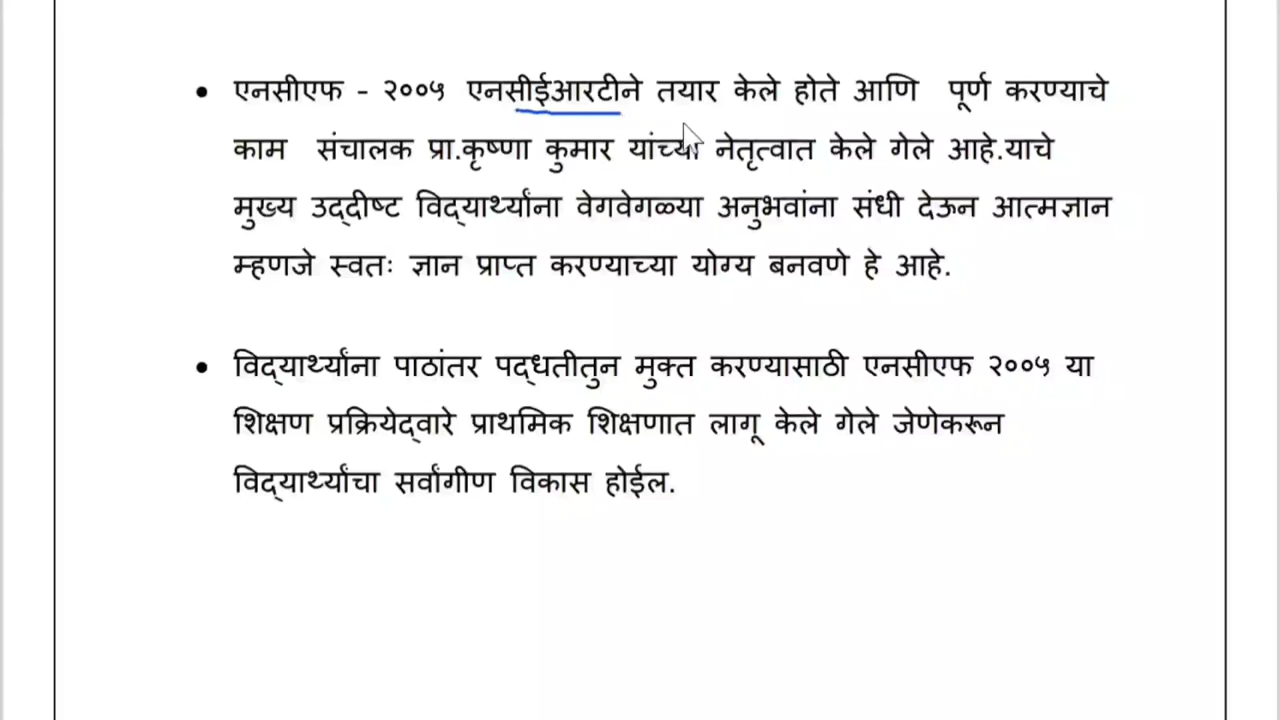 • एनसीएफ - २००५ एनसीईआरटीने तयार केले होते आणि पूर्ण करण्याचे
काम संचालक प्रा.कृष्णा कुमार यांच्या नेतृत्वात केले गेले आहे.याचे
मुख्य उद्दीष्ट विद्यार्थ्यांना वेगवेगळ्या अनुभवांना संधी देऊन आत्मज्ञान
म्हणजे स्वतः ज्ञान प्राप्त करण्याच्या योग्य बनवणे हे आहे.
• विद्यार्थ्यांना पाठांतर पद्धतीतुन मुक्त करण्यासाठी एनसीएफ २००५ या
शिक्षण प्रक्रियेद्वारे प्राथमिक शिक्षणात लागू केले गेले जेणेकरून
विद्यार्थ्यांचा सर्वांगीण विकास होईल.